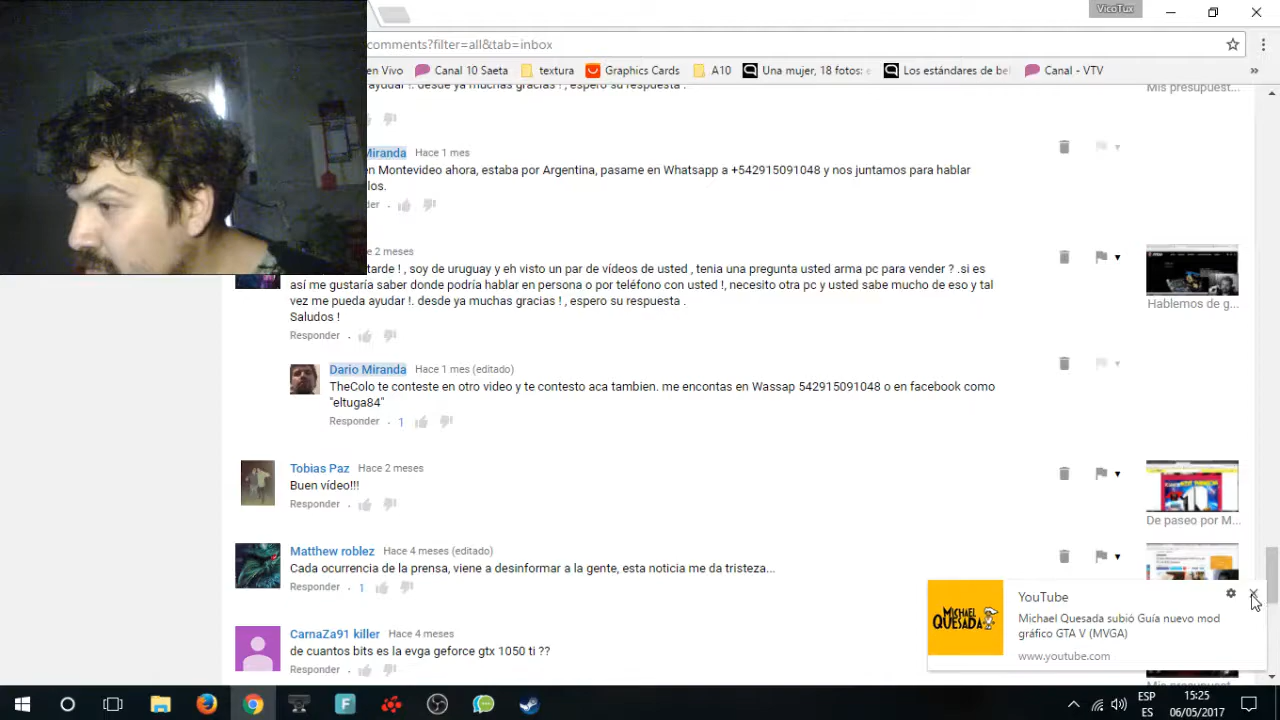 VicoTux
comments?filter=all&tab=inbox
en Vivo
Canal 10 Saeta
textura
Graphics Cards
A10
Una mujer, 18 fotos:
Los estándares de bel
Canal - VTV
»
ayudar !. desde ya muchas gracias ! , espero su respuesta .
Mis presupuest...
Miranda Hace 1 mes
en Montevideo ahora, estaba por Argentina, pasame en Whatsapp a +542915091048 y nos juntamos para hablar
los.
der
e 2 meses
tarde ! , soy de uruguay y eh visto un par de vídeos de usted , tenia una pregunta usted arma pc para vender ? .si es
así me gustaría saber donde podría hablar en persona o por teléfono con usted !, necesito otra pc y usted sabe mucho de eso y tal
vez me pueda ayudar !. desde ya muchas gracias ! , espero su respuesta .
Saludos !
Responder .
Hablemos de g...
Darío Miranda Hace 1 mes (editado)
TheColo te conteste en otro video y te contesto aca tambien. me encontas en Wassap 542915091048 o en facebook como
"eltuga84"
Responder . 1
Tobias Paz Hace 2 meses
Buen vídeo!!!
Responder .
De paseo por M...
Matthew roblez Hace 4 meses (editado)
Cada ocurrencia de la prensa, viene a desinformar a la gente, esta noticia me da tristeza...
Responder . 1
CarnaZa91 killer Hace 4 meses
de cuantos bits es la evga geforce gtx 1050 ti ??
Responder .
MICHAEL
QUESADA
YouTube
Michael Quesada subió Guía nuevo mod
gráfico GTA V (MVGA)
www.youtube.com
ESP
ES
15:25
06/05/2017